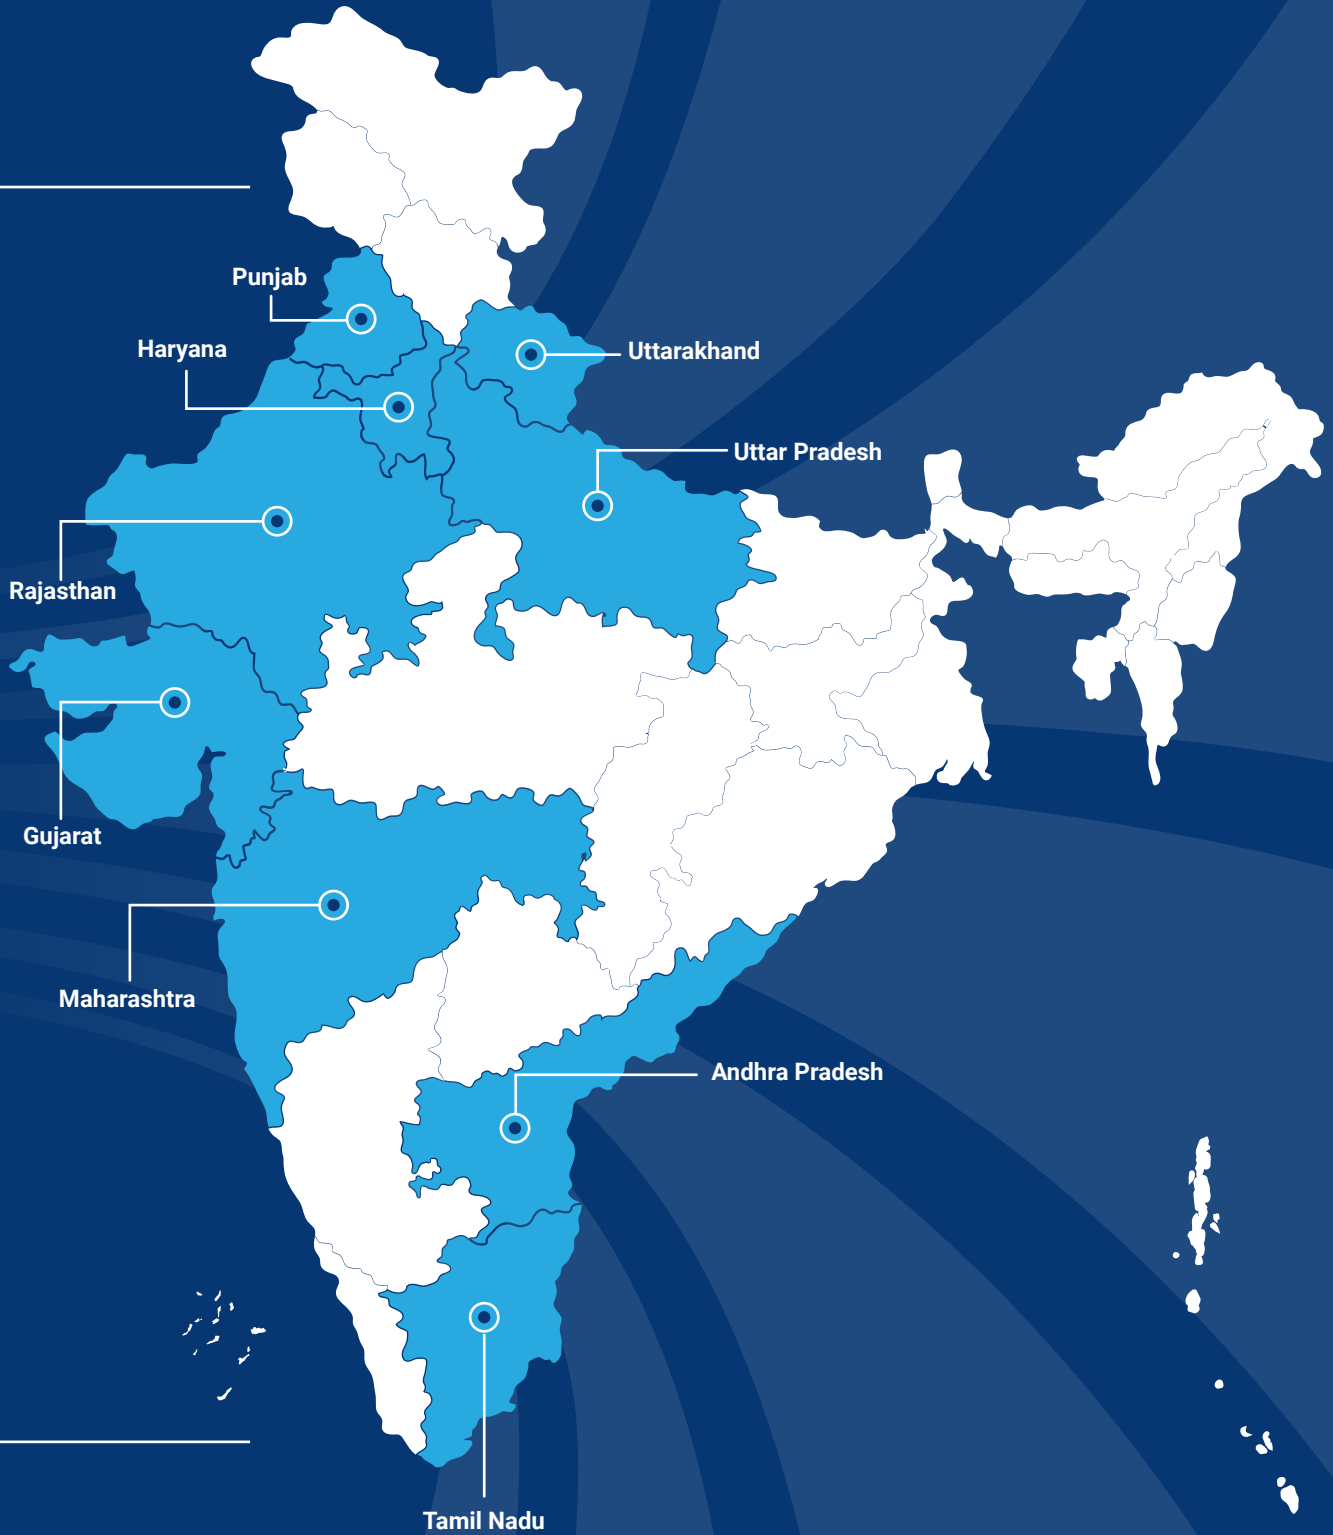 Punjab
Haryana
Uttarakhand
Uttar Pradesh
Rajasthan
Gujarat
Maharashtra
Andhra Pradesh
Tamil Nadu